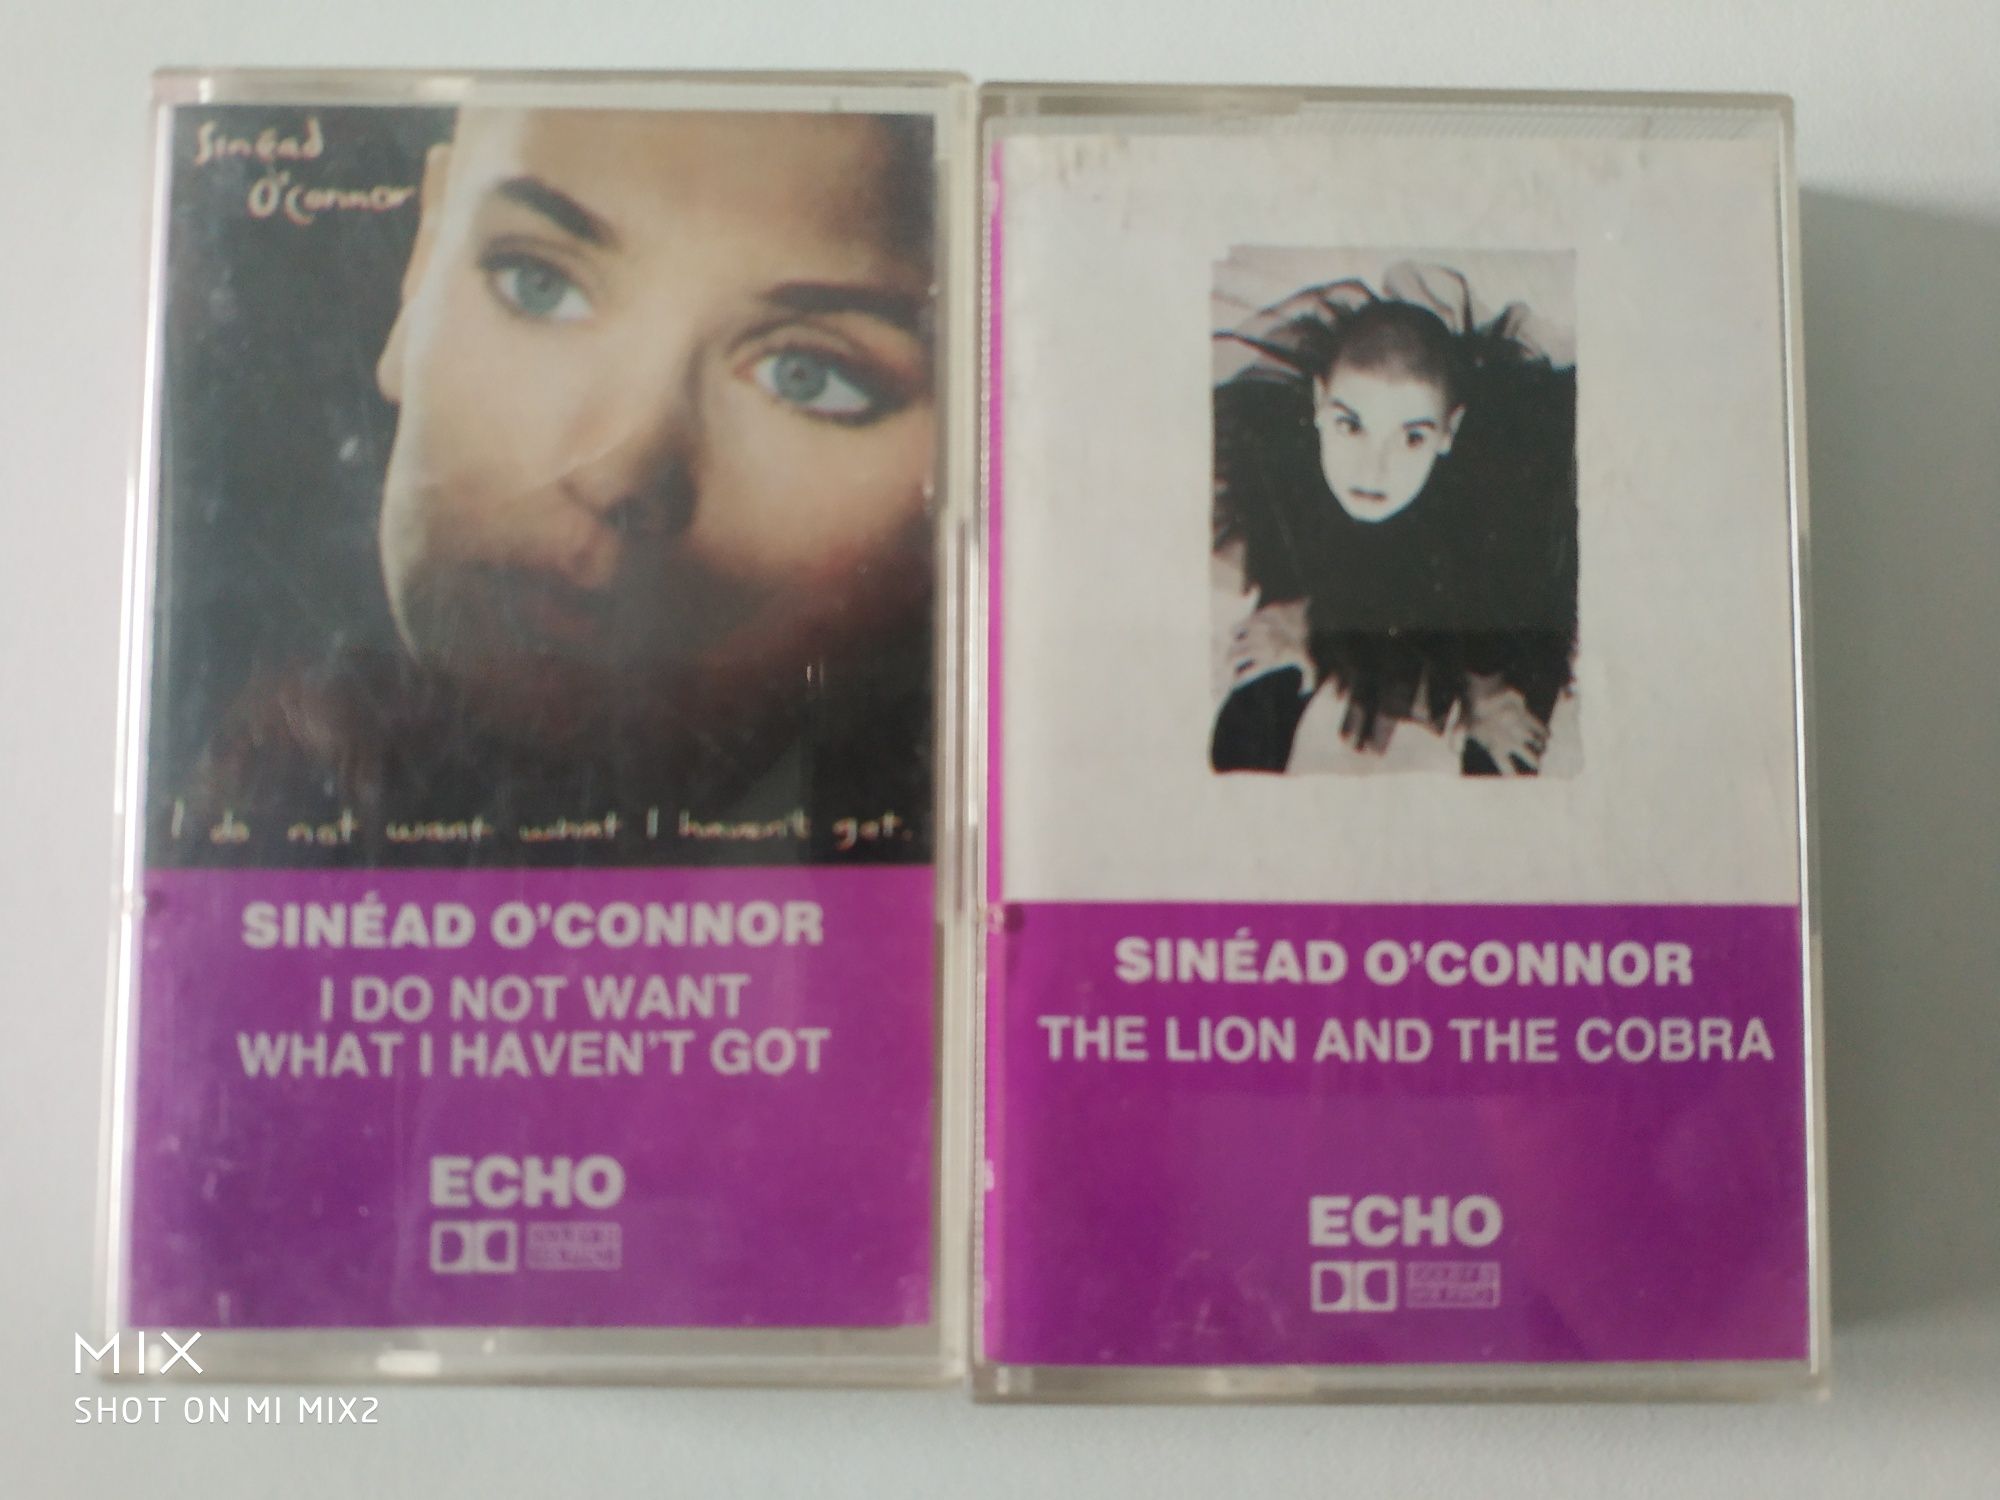 Sinéad
O'Connor
I do not want what I haven't got.
SINÉAD O'CONNOR
I DO NOT WANT
WHAT I HAVEN'T GOT
ECHO
SINÉAD O'CONNOR
THE LION AND THE COBRA
ECHO
MIX
SHOT ON MI MIX2